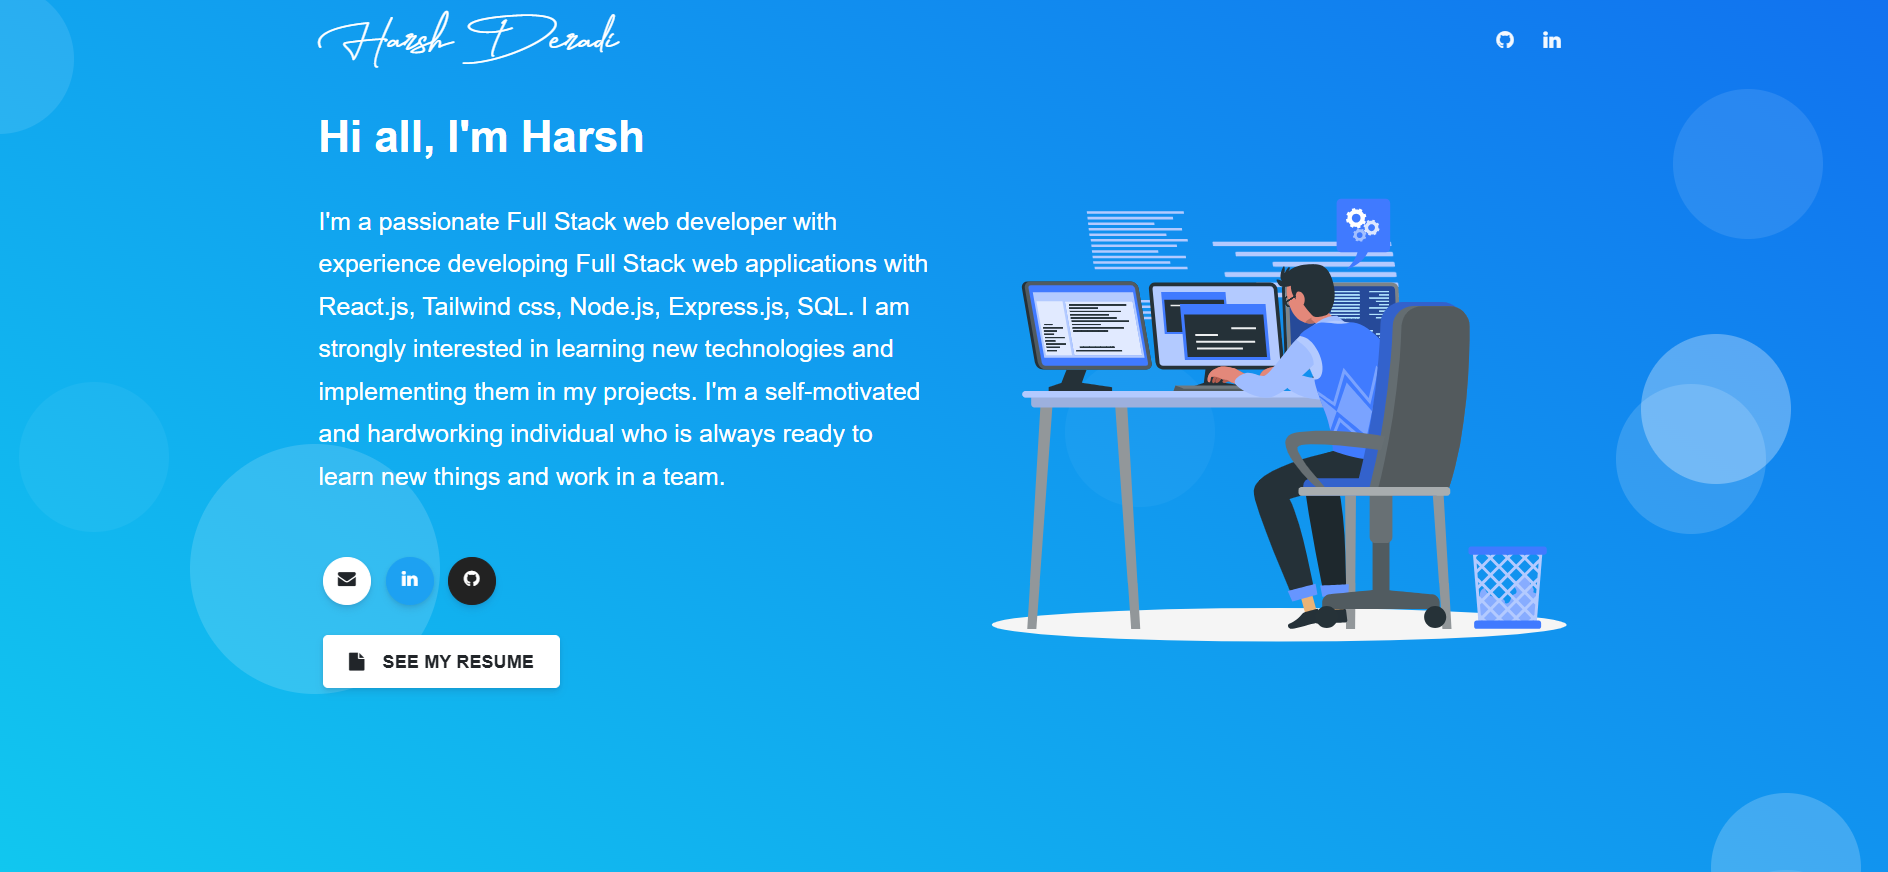 Harsh Deradi
Hi all, I'm Harsh
I'm a passionate Full Stack web developer with
experience developing Full Stack web applications with
React.js, Tailwind css, Node.js, Express.js, SQL. I am
strongly interested in learning new technologies and
implementing them in my projects. I'm a self-motivated
and hardworking individual who is always ready to
learn new things and work in a team.
SEE MY RESUME